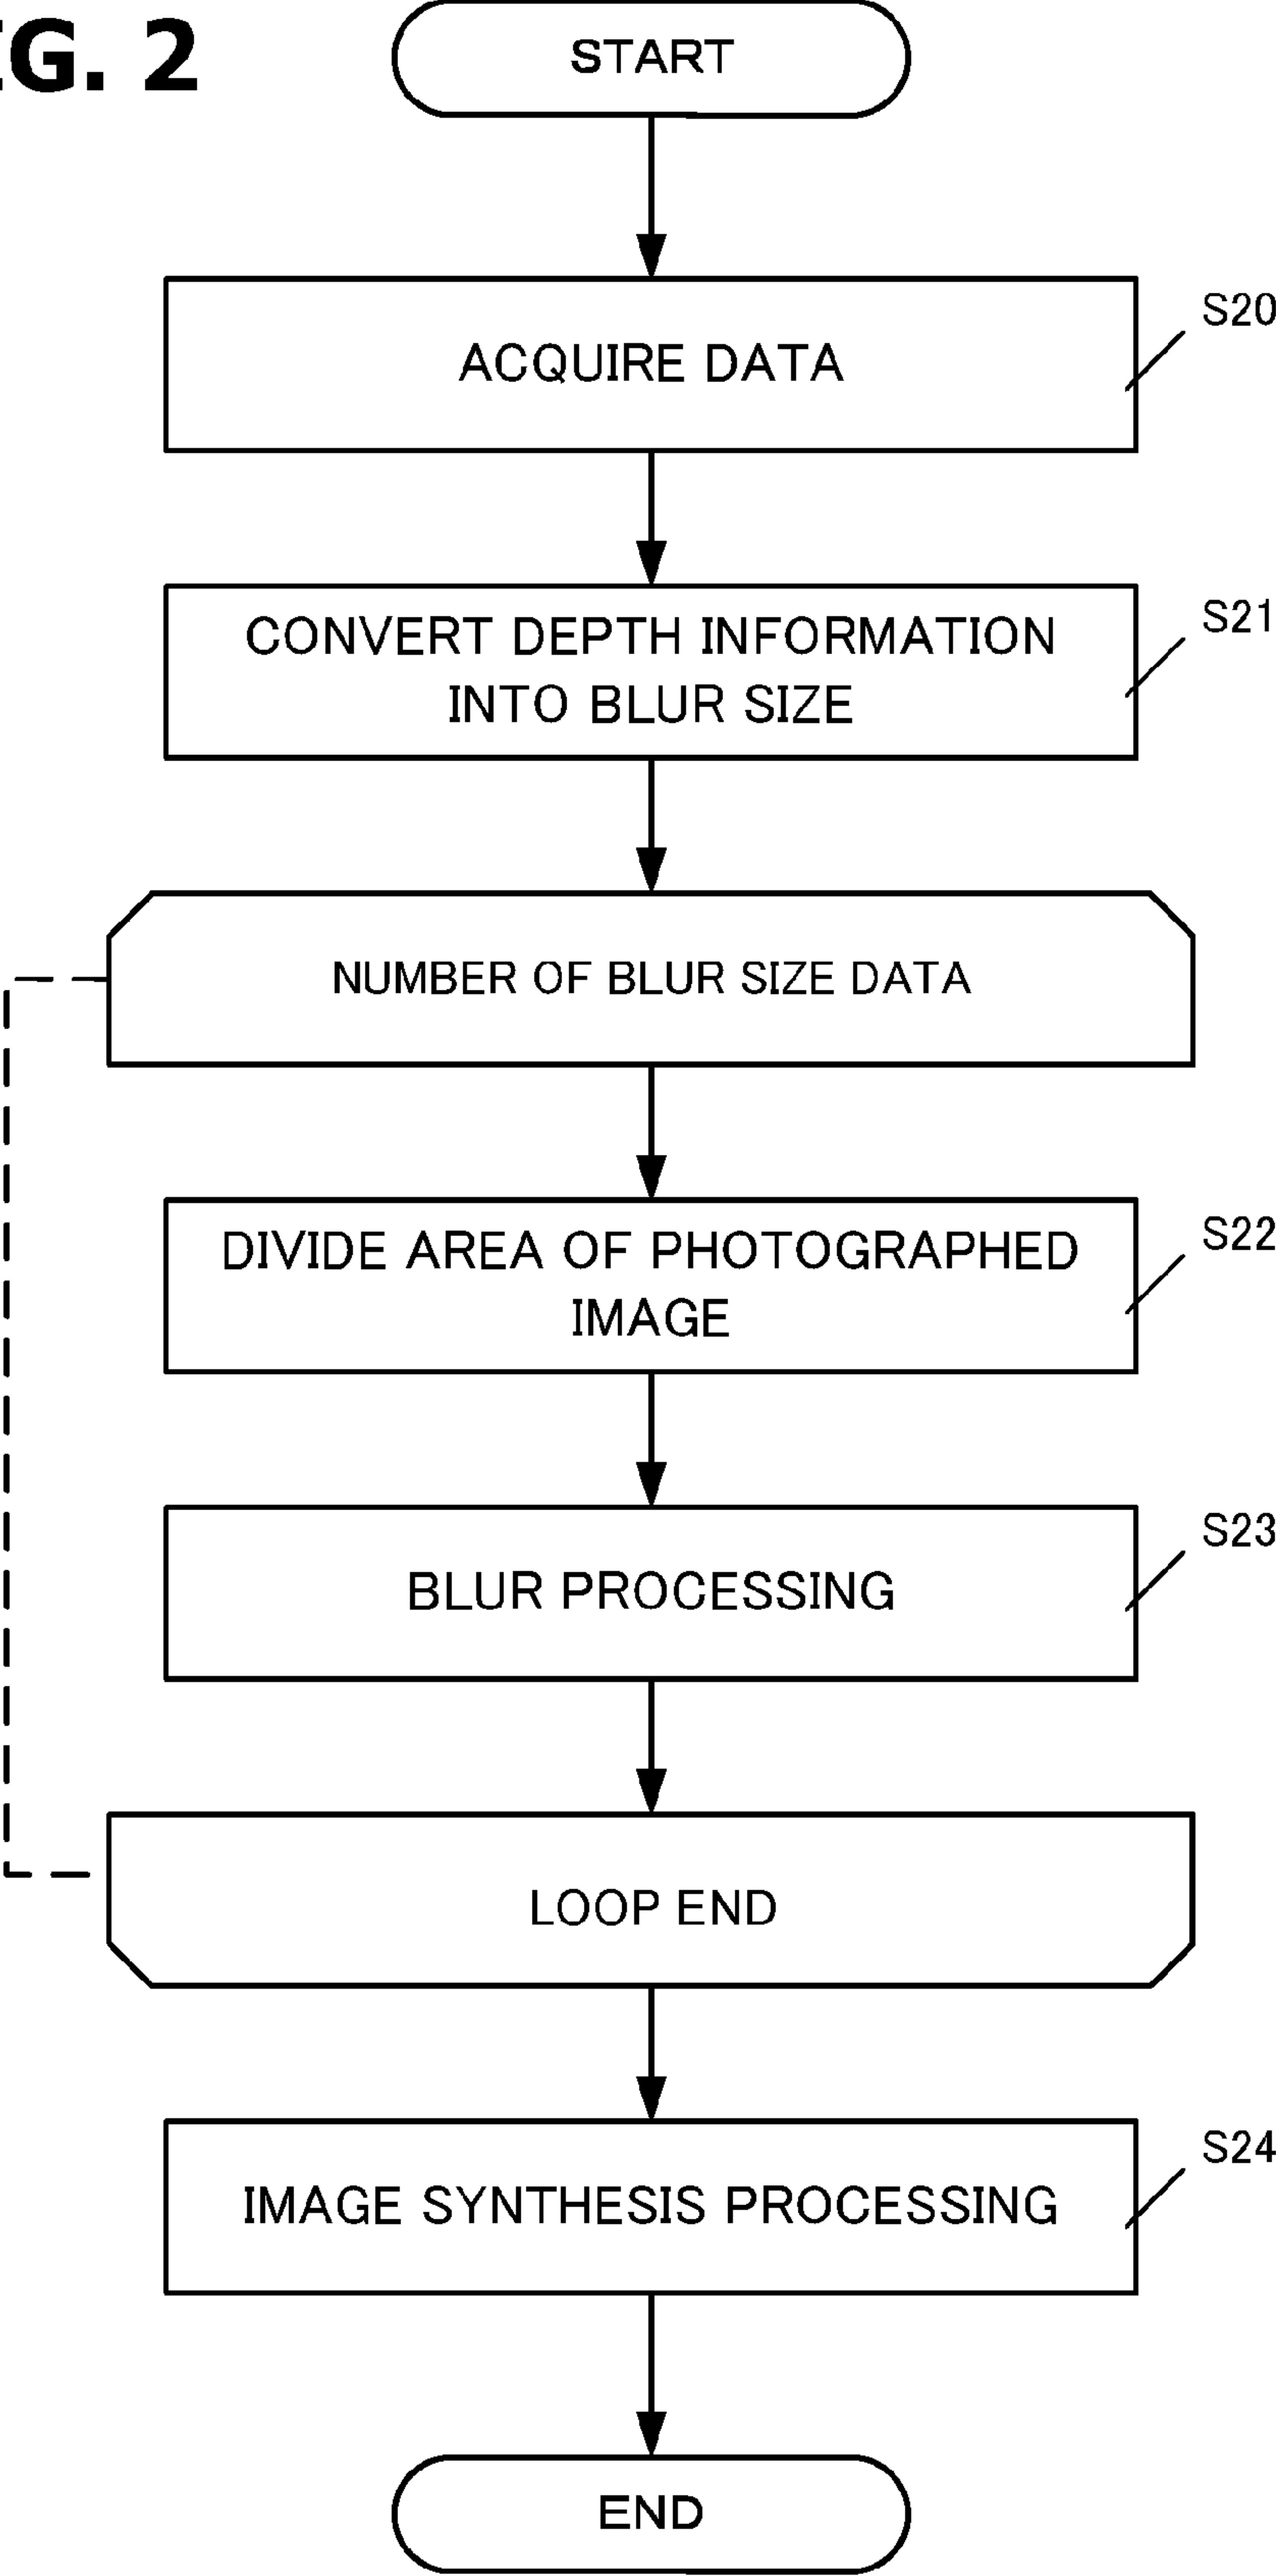 G. 2
START
ACQUIRE DATA
S20
CONVERT DEPTH INFORMATION
INTO BLUR SIZE
S21
NUMBER OF BLUR SIZE DATA
DIVIDE AREA OF PHOTOGRAPHED
IMAGE
S22
BLUR PROCESSING
S23
LOOP END
IMAGE SYNTHESIS PROCESSING
S24
END